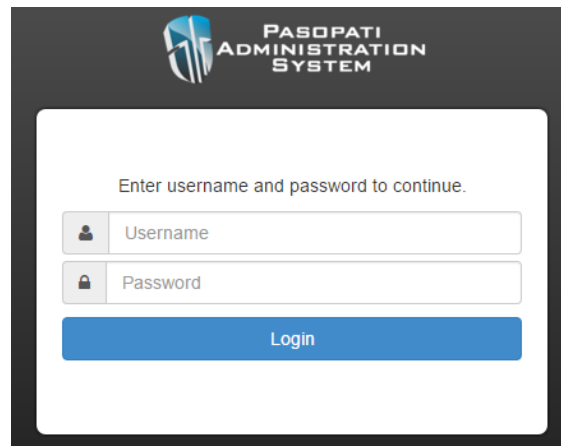 PASOPATI
ADMINISTRATION
SYSTEM
Enter username and password to continue.
Username
Password
Login